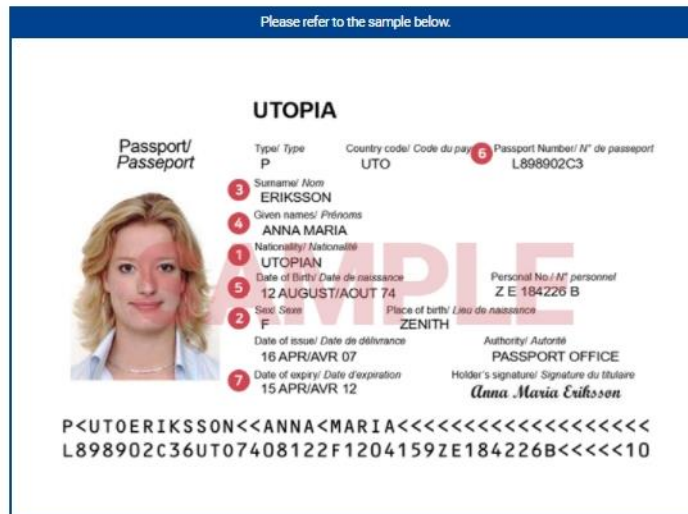 Please refer to the sample below.
UTOPIA
Passport/
Passeport
Type/ Type
Country code/ Code du pay
6
Passport Number/ N° de passeport
P
UTO
L898902C3
3
Surname/ Nom
ERIKSSON
4
Given names/ Prénoms
ANNA MARIA
1
Nationality/ Nationalité
UTOPIAN
5
Date of Birth/ Date de naissance
Personal No./ N° personnel
12 AUGUST/AOUT 74
Z E 184226 B
2
Sex/ Sexe
Place of birth/ Lieu de naissance
F
ZENITH
Date of issue/ Date de délivrance
Authority/ Autorité
16 APR/AVR 07
PASSPORT OFFICE
7
Date of expiry/ Date d'expiration
Holder's signature/ Signature du titulaire
15 APR/AVR 12
Anna Maria Eriksson
SAMPLE
P<UTOERIKSSON<<ANNA<MARIA<<<<<<<<<<<<<<<<<<<
L898902C36UTO7408122F1204159ZE184226B<<<<<10